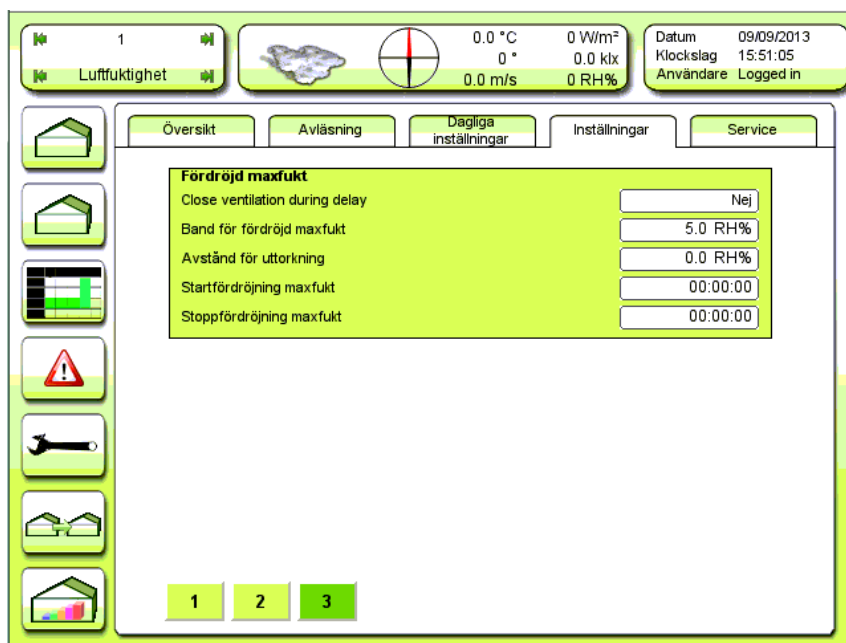 1
Luftfuktighet
0.0 °C 0 W/m²
0 ° 0.0 klx
0.0 m/s 0 RH%
Datum 09/09/2013
Klockslag 15:51:05
Användare Logged in
Översikt
Avläsning
Dagliga
inställningar
Inställningar
Service
Fördröjd maxfukt
Close ventilation during delay Nej
Band för fördröjd maxfukt 5.0 RH%
Avstånd för uttorkning 0.0 RH%
Startfördröjning maxfukt 00:00:00
Stoppfördröjning maxfukt 00:00:00
1 2 3